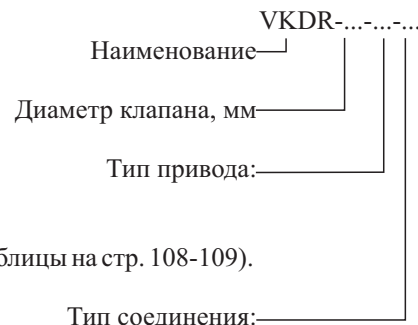 VKDR-...-...-...
Наименование
Диаметр клапана, мм
Тип привода:
блицы на стр. 108-109).
Тип соединения: